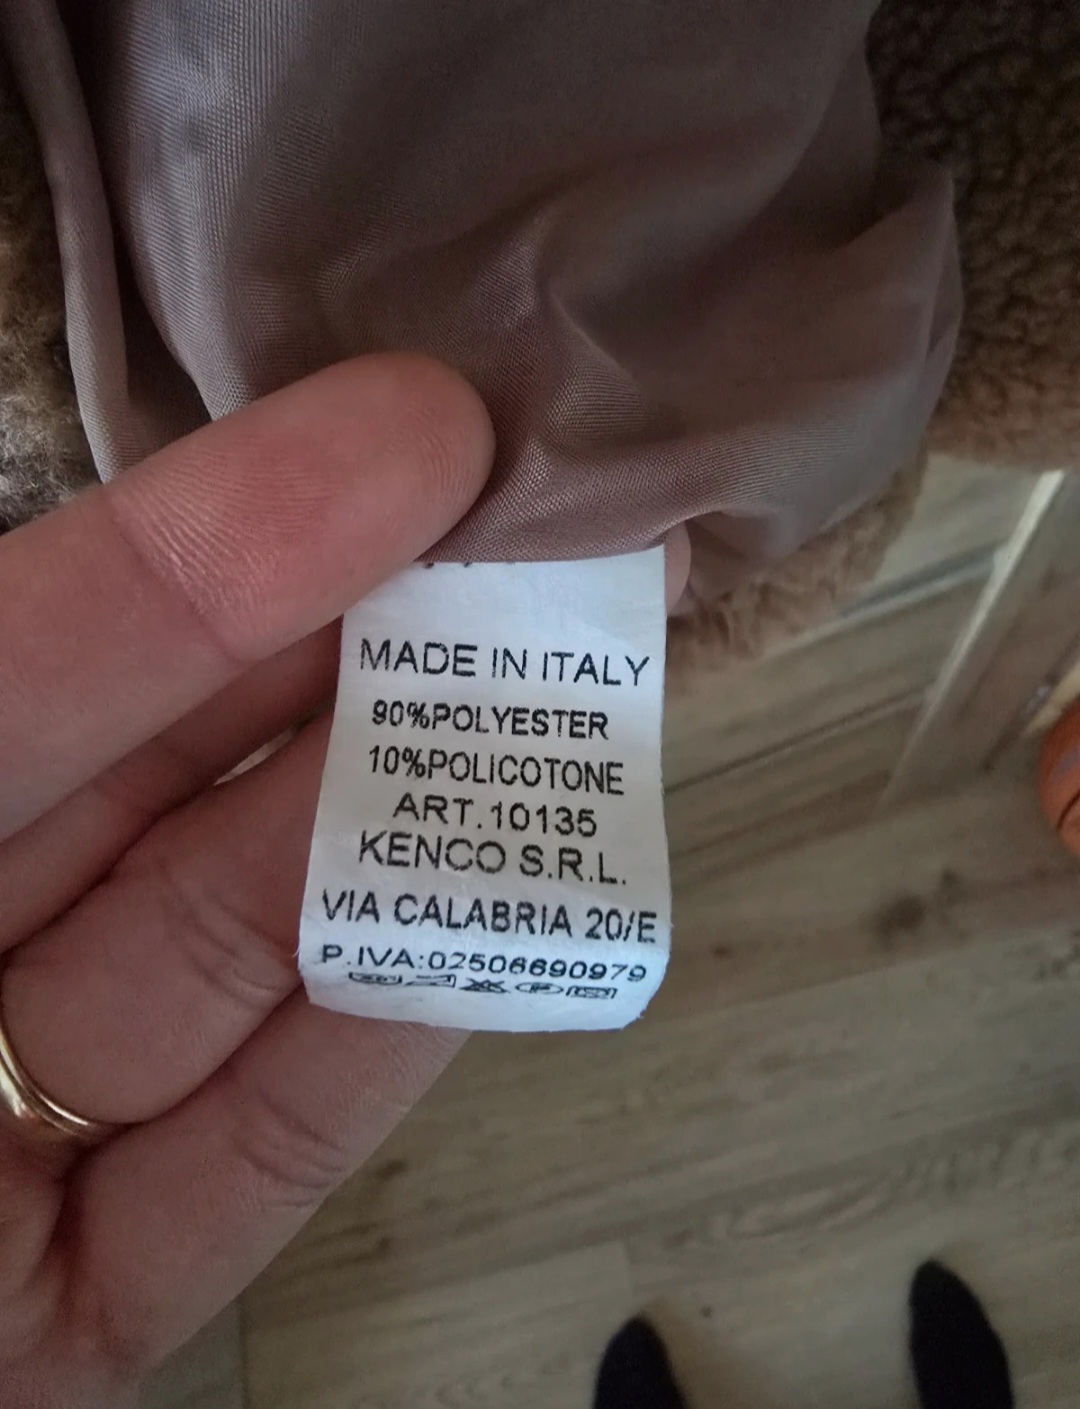 MADE IN ITALY
90%POLYESTER
10%POLICOTONE
ART.10135
KENCO S.R.L.
VIA CALABRIA 20/E
P.IVA:02506690979